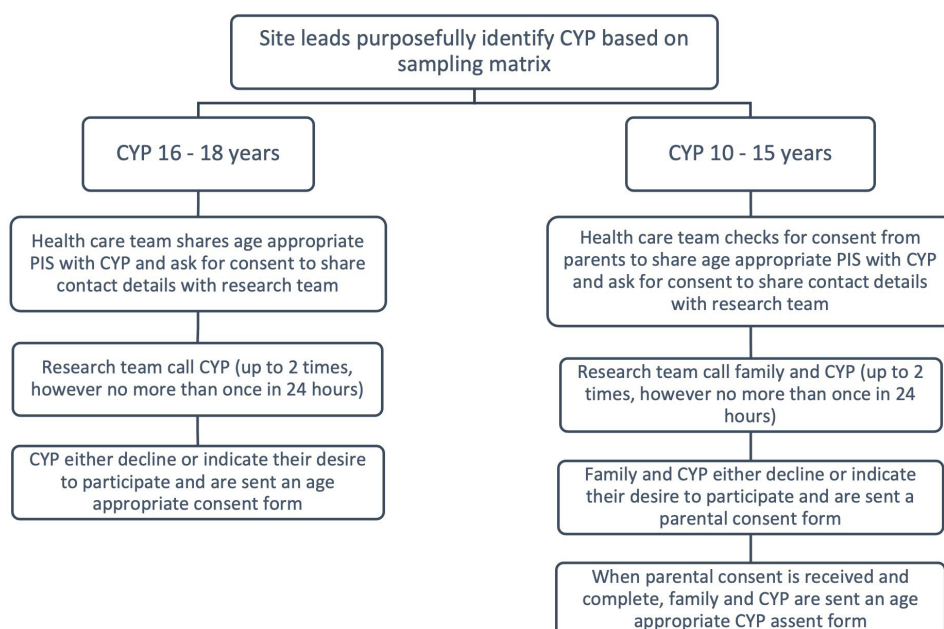 Site leads purposefully identify CYP based on
sampling matrix
CYP 16 - 18 years
Health care team shares age appropriate
PIS with CYP and ask for consent to share
contact details with research team
Research team call CYP (up to 2 times,
however no more than once in 24 hours)
CYP either decline or indicate their desire
to participate and are sent an age
appropriate consent form
CYP 10 - 15 years
Health care team checks for consent from
parents to share age appropriate PIS with CYP
and ask for consent to share contact details
with research team
Research team call family and CYP (up to 2
times, however no more than once in 24
hours)
Family and CYP either decline or indicate
their desire to participate and are sent a
parental consent form
When parental consent is received and
complete, family and CYP are sent an age
appropriate CYP assent form